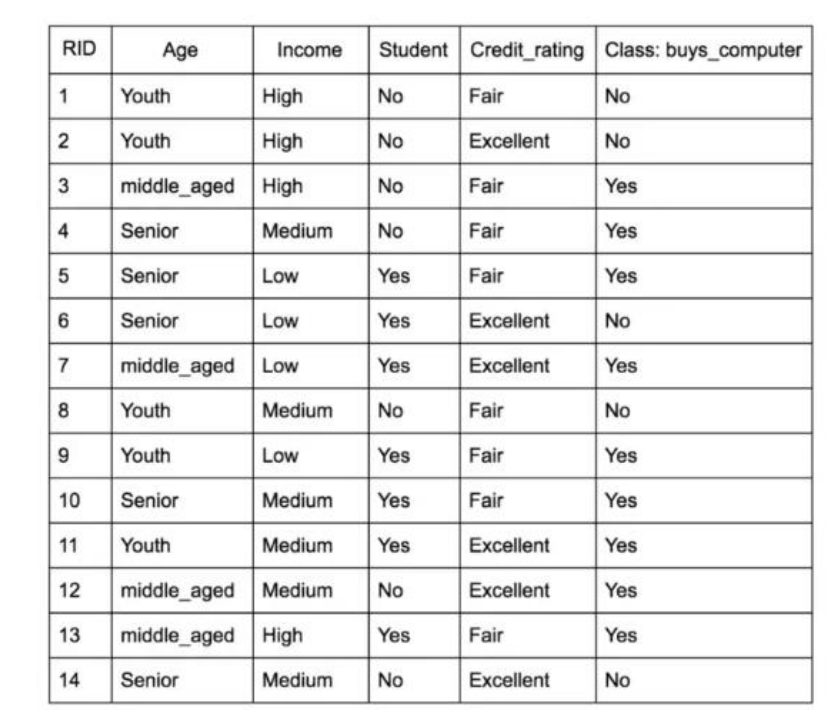 RID Age Income Student Credit_rating Class: buys_computer
1 Youth High No Fair No
2 Youth High No Excellent No
3 middle_aged High No Fair Yes
4 Senior Medium No Fair Yes
5 Senior Low Yes Fair Yes
6 Senior Low Yes Excellent No
7 middle_aged Low Yes Excellent Yes
8 Youth Medium No Fair No
9 Youth Low Yes Fair Yes
10 Senior Medium Yes Fair Yes
11 Youth Medium Yes Excellent Yes
12 middle_aged Medium No Excellent Yes
13 middle_aged High Yes Fair Yes
14 Senior Medium No Excellent No